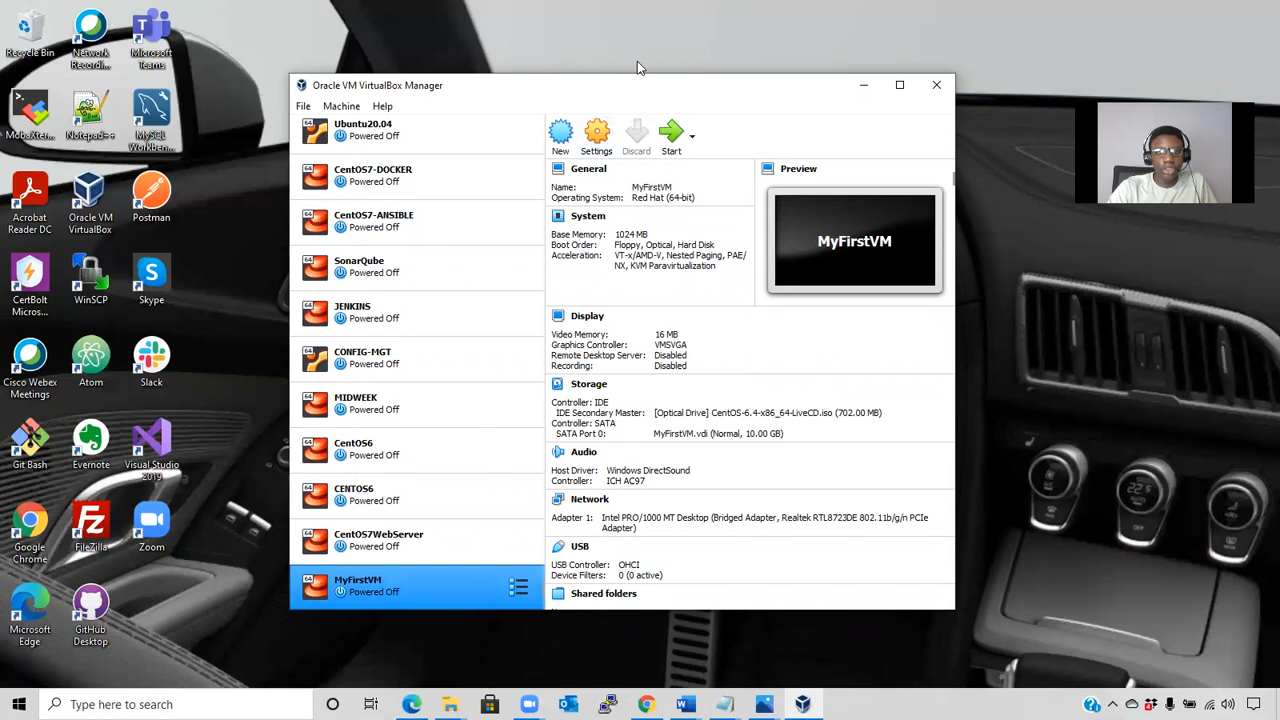 Recycle Bin
Network
Recordi...
Microsoft
Teams
MobaXter...
Notepad++
MySQL
Workben...
Acrobat
Reader DC
Oracle VM
VirtualBox
Postman
CertBolt
Micros...
WinSCP
Skype
Cisco Webex
Meetings
Atom
Slack
Git Bash
Evernote
Visual Studio
2019
Google
Chrome
FileZilla
Zoom
Microsoft
Edge
GitHub
Desktop
Oracle VM VirtualBox Manager
File Machine Help
Ubuntu20.04
Powered Off
CentOS7-DOCKER
Powered Off
CentOS7-ANSIBLE
Powered Off
SonarQube
Powered Off
JENKINS
Powered Off
CONFIG-MGT
Powered Off
MIDWEEK
Powered Off
CentOS6
Powered Off
CENTOS6
Powered Off
CentOS7WebServer
Powered Off
MyFirstVM
Powered Off
New Settings Discard Start
General
Name: MyFirstVM
Operating System: Red Hat (64-bit)
System
Base Memory: 1024 MB
Boot Order: Floppy, Optical, Hard Disk
Acceleration: VT-x/AMD-V, Nested Paging, PAE/
NX, KVM Paravirtualization
Preview
MyFirstVM
Display
Video Memory: 16 MB
Graphics Controller: VMSVGA
Remote Desktop Server: Disabled
Recording: Disabled
Storage
Controller: IDE
IDE Secondary Master: [Optical Drive] CentOS-6.4-x86_64-LiveCD.iso (702.00 MB)
Controller: SATA
SATA Port 0: MyFirstVM.vdi (Normal, 10.00 GB)
Audio
Host Driver: Windows DirectSound
Controller: ICH AC97
Network
Adapter 1: Intel PRO/1000 MT Desktop (Bridged Adapter, Realtek RTL8723DE 802.11b/g/n PCIe
Adapter)
USB
USB Controller: OHCI
Device Filters: 0 (0 active)
Shared folders
22.5
AUTO
OFF
Type here to search